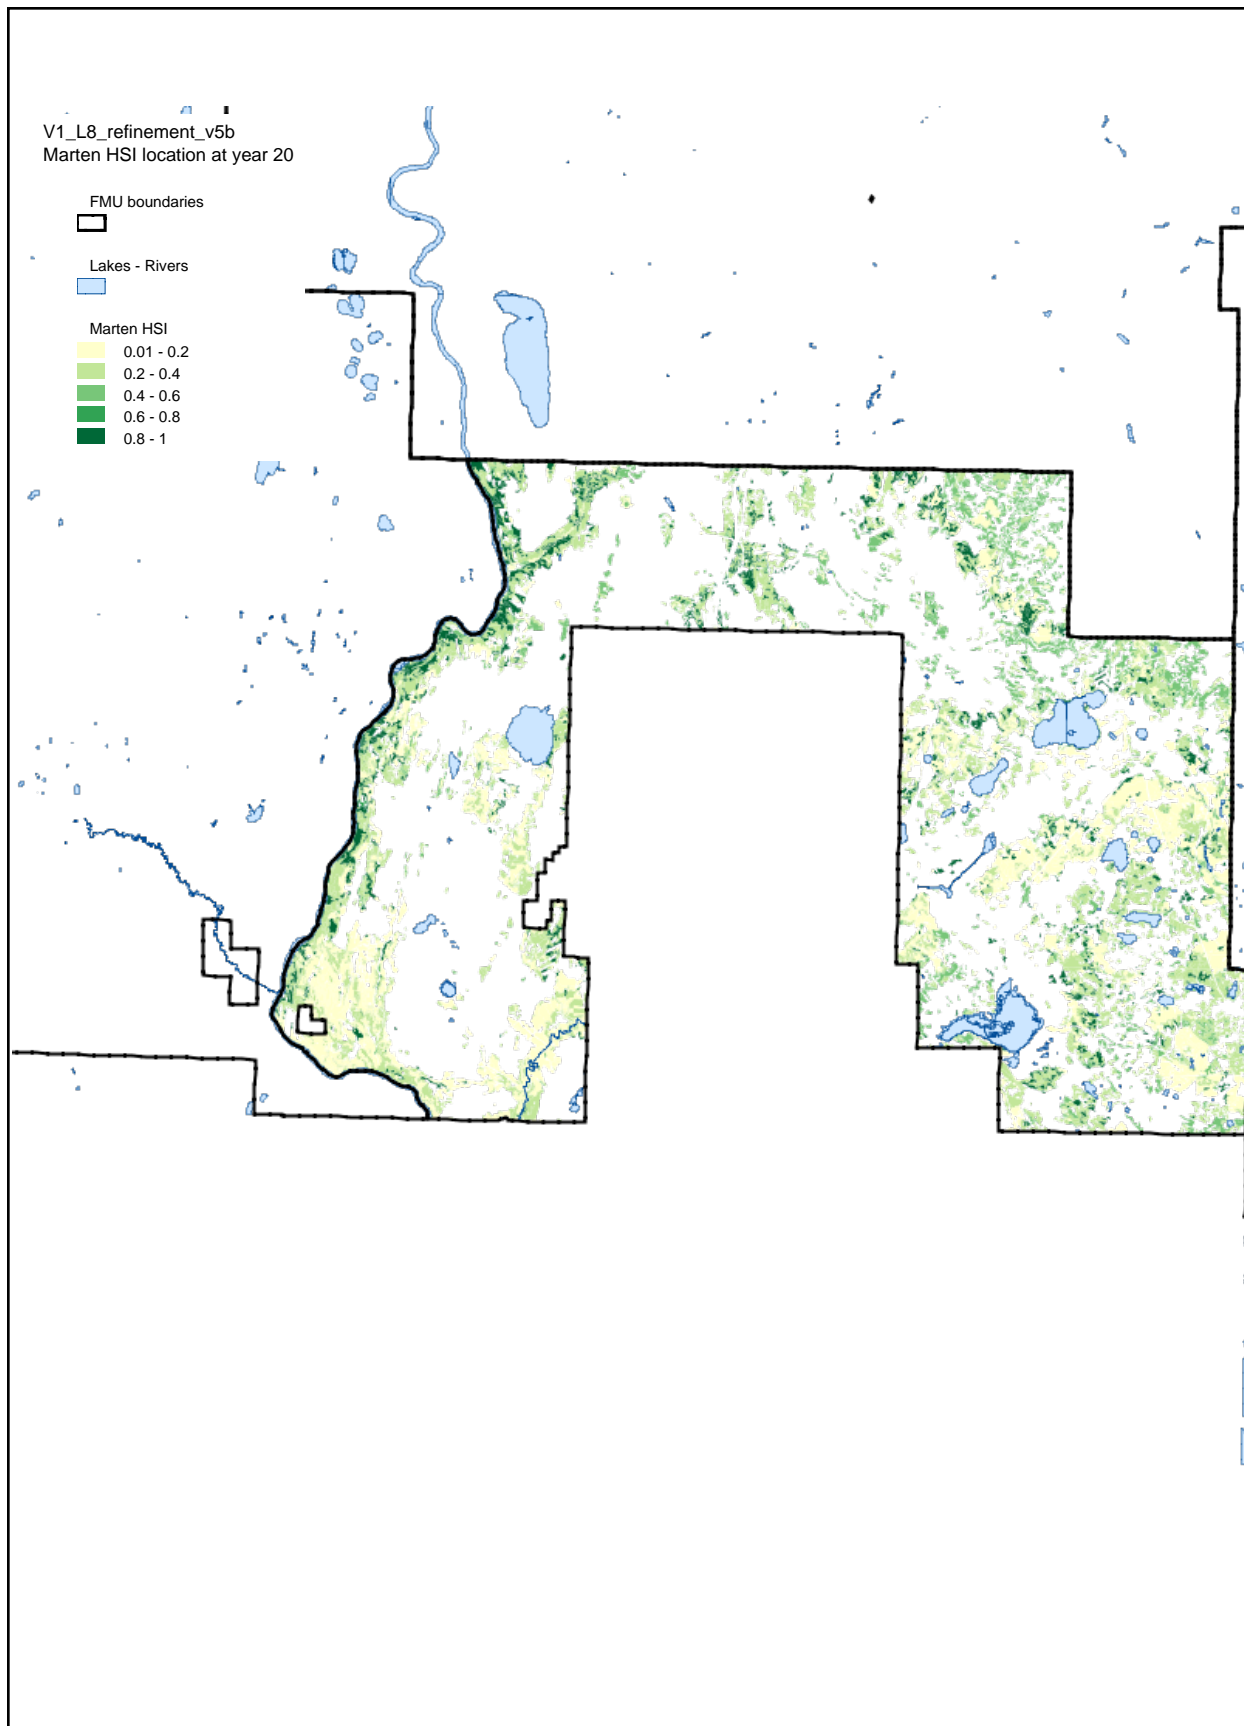 V1_L8_refinement_v5b
Marten HSI location at year 20
FMU boundaries
Lakes - Rivers
Marten HSI
0.01 - 0.2
0.2 - 0.4
0.4 - 0.6
0.6 - 0.8
0.8 - 1